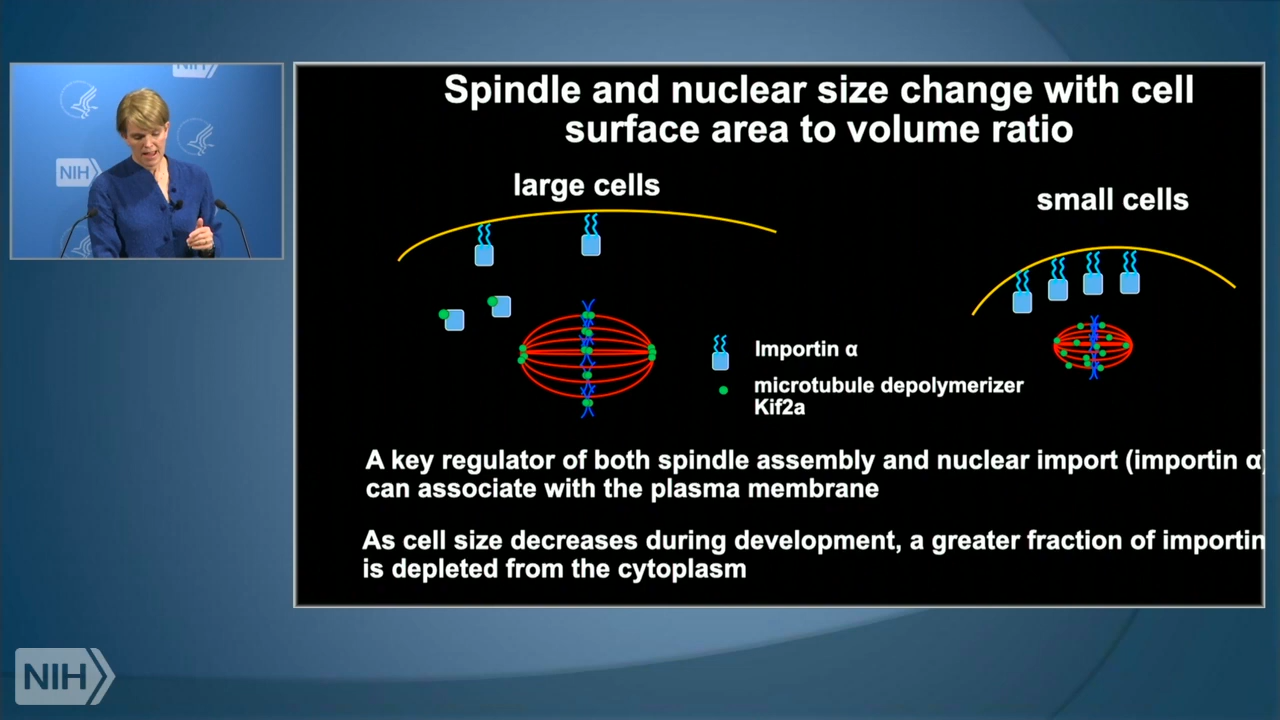 NIH
NIH
Spindle and nuclear size change with cell
surface area to volume ratio
large cells
small cells
Importin α
microtubule depolymerizer
Kif2a
A key regulator of both spindle assembly and nuclear import (importin α)
can associate with the plasma membrane
As cell size decreases during development, a greater fraction of importin
is depleted from the cytoplasm
NIH